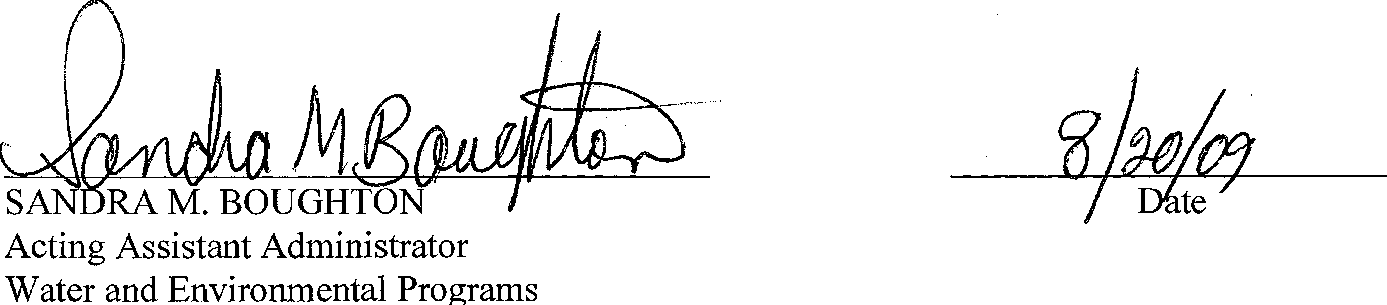 Sandra M Boughton 8/20/09
SANDRA M. BOUGHTON Date
Acting Assistant Administrator
Water and Environmental Programs